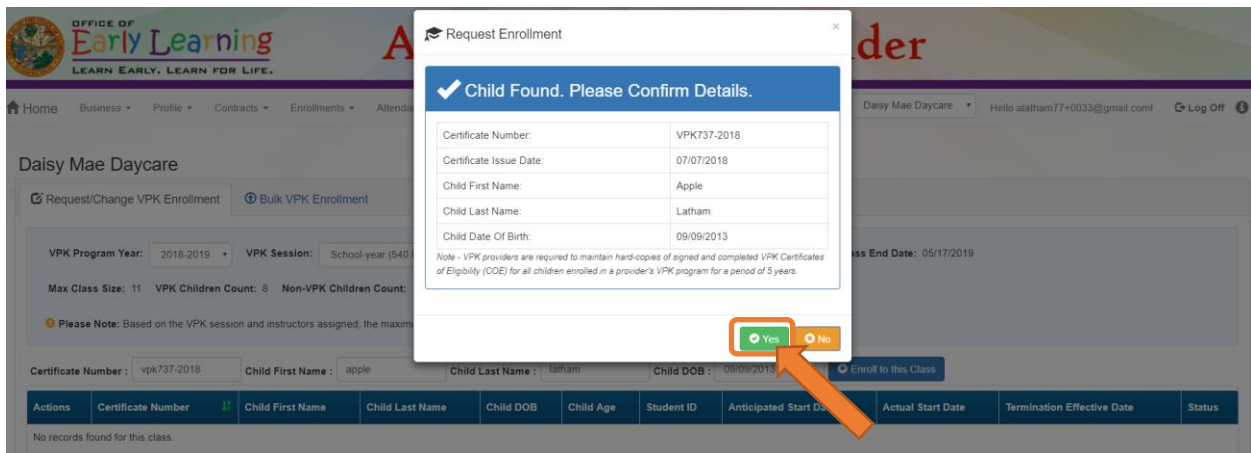 OFFICE OF
Early Learning
LEARN EARLY. LEARN FOR LIFE.
A
der
Request Enrollment
×
Child Found. Please Confirm Details.
Certificate Number: VPK737-2018
Certificate Issue Date: 07/07/2018
Child First Name: Apple
Child Last Name: Latham
Child Date Of Birth: 09/09/2013
Note - VPK providers are required to maintain hard-copies of signed and completed VPK Certificates
of Eligibility (COE) for all children enrolled in a provider's VPK program for a period of 5 years.
Yes No
Home Business Profile Contracts Enrollments Attenda Daisy Mae Daycare Hello alatham77+0033@gmail.com! Log Off
Daisy Mae Daycare
Request/Change VPK Enrollment Bulk VPK Enrollment
VPK Program Year: 2018-2019 VPK Session: School-year (540 ass End Date: 05/17/2019
Max Class Size: 11 VPK Children Count: 8 Non-VPK Children Count:
Please Note: Based on the VPK session and instructors assigned, the maxim
Certificate Number : vpk737-2018 Child First Name : apple Child Last Name : latham Child DOB : 09/09/2013 Enroll to this Class
Actions Certificate Number Child First Name Child Last Name Child DOB Child Age Student ID Anticipated Start Da Actual Start Date Termination Effective Date Status
No records found for this class.